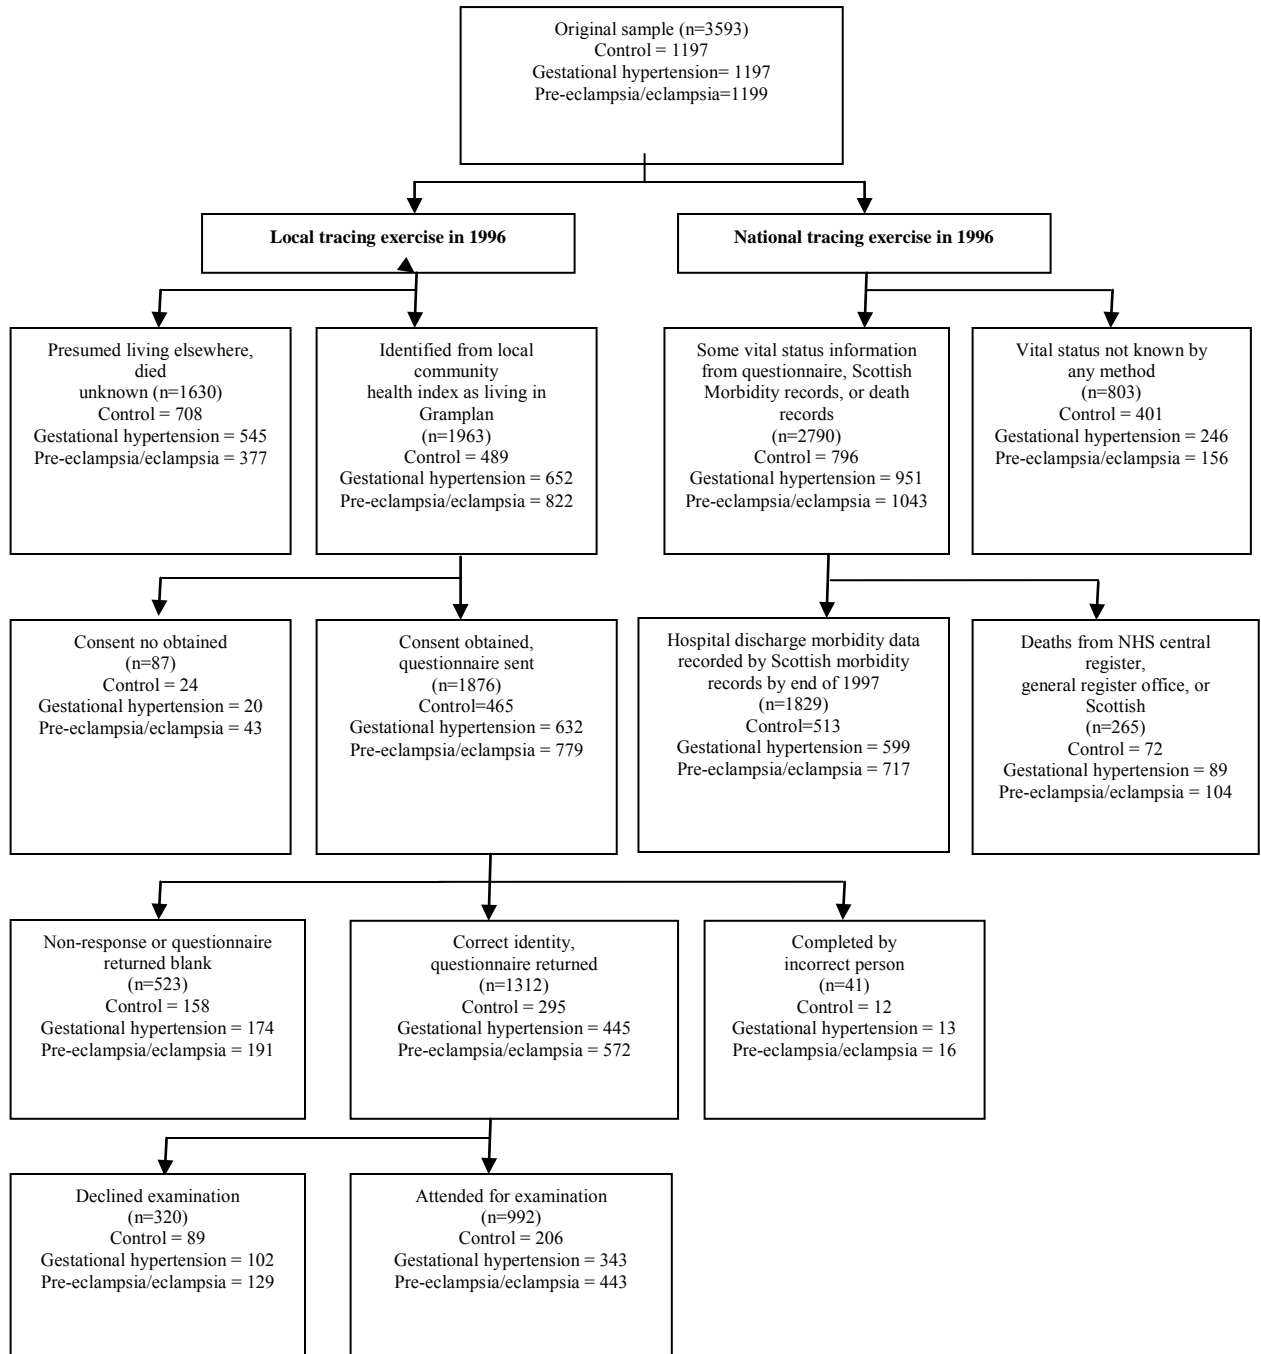 Original sample (n=3593)
Control = 1197
Gestational hypertension= 1197
Pre-eclampsia/eclampsia=1199
Local tracing exercise in 1996
National tracing exercise in 1996
Presumed living elsewhere,
died
unknown (n=1630)
Control = 708
Gestational hypertension = 545
Pre-eclampsia/eclampsia = 377
Identified from local
community
health index as living in
Gramplan
(n=1963)
Control = 489
Gestational hypertension = 652
Pre-eclampsia/eclampsia = 822
Some vital status information
from questionnaire, Scottish
Morbidity records, or death
records
(n=2790)
Control = 796
Gestational hypertension = 951
Pre-eclampsia/eclampsia = 1043
Vital status not known by
any method
(n=803)
Control = 401
Gestational hypertension = 246
Pre-eclampsia/eclampsia = 156
Consent no obtained
(n=87)
Control = 24
Gestational hypertension = 20
Pre-eclampsia/eclampsia = 43
Consent obtained,
questionnaire sent
(n=1876)
Control=465
Gestational hypertension = 632
Pre-eclampsia/eclampsia = 779
Hospital discharge morbidity data
recorded by Scottish morbidity
records by end of 1997
(n=1829)
Control=513
Gestational hypertension = 599
Pre-eclampsia/eclampsia = 717
Deaths from NHS central
register,
general register office, or
Scottish
(n=265)
Control = 72
Gestational hypertension = 89
Pre-eclampsia/eclampsia = 104
Non-response or questionnaire
returned blank
(n=523)
Control = 158
Gestational hypertension = 174
Pre-eclampsia/eclampsia = 191
Correct identity,
questionnaire returned
(n=1312)
Control = 295
Gestational hypertension = 445
Pre-eclampsia/eclampsia = 572
Completed by
incorrect person
(n=41)
Control = 12
Gestational hypertension = 13
Pre-eclampsia/eclampsia = 16
Declined examination
(n=320)
Control = 89
Gestational hypertension = 102
Pre-eclampsia/eclampsia = 129
Attended for examination
(n=992)
Control = 206
Gestational hypertension = 343
Pre-eclampsia/eclampsia = 443